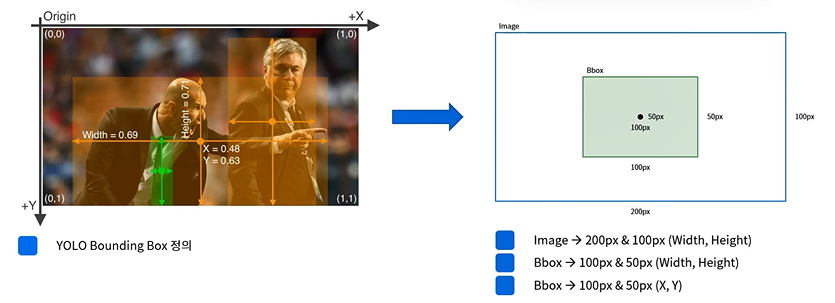 Origin
+X
(0,0)
(1,0)
Height = 0.71
Width = 0.69
X = 0.48
Y = 0.63
+Y
(0,1)
(1,1)
YOLO Bounding Box 정의
Image
Bbox
50px
100px
50px
100px
100px
200px
Image → 200px & 100px (Width, Height)
Bbox → 100px & 50px (Width, Height)
Bbox → 100px & 50px (X, Y)